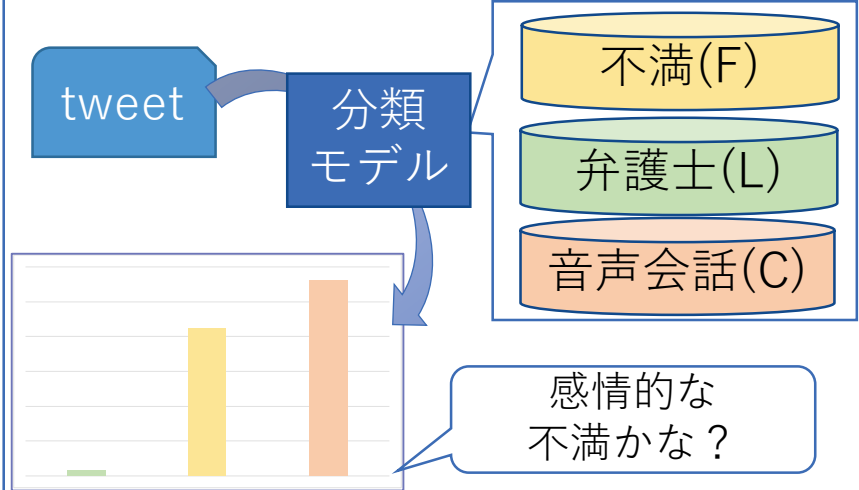 tweet
分類
モデル
不満(F)
弁護士(L)
音声会話(C)
感情的な
不満かな？